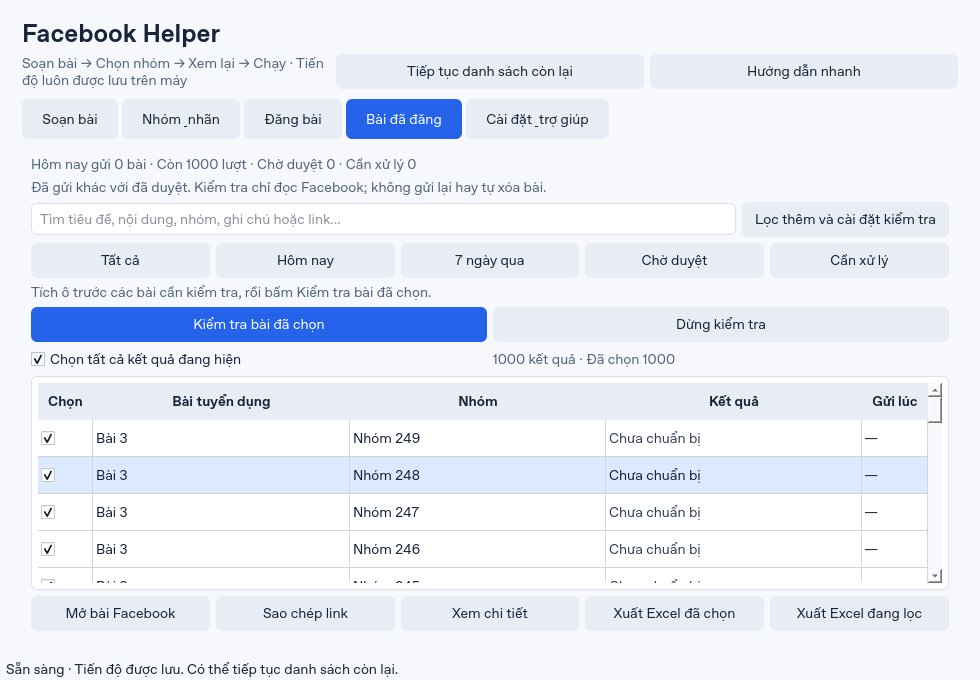 Facebook Helper
Soạn bài → Chọn nhóm → Xem lại → Chạy · Tiến
độ luôn được lưu trên máy
Tiếp tục danh sách còn lại
Hướng dẫn nhanh
Soạn bài
Nhóm _nhãn
Đăng bài
Bài đã đăng
Cài đặt _trợ giúp
Hôm nay gửi 0 bài · Còn 1000 lượt · Chờ duyệt 0 · Cần xử lý 0
Đã gửi khác với đã duyệt. Kiểm tra chỉ đọc Facebook; không gửi lại hay tự xóa bài.
Tìm tiêu đề, nội dung, nhóm, ghi chú hoặc link...
Lọc thêm và cài đặt kiểm tra
Tất cả
Hôm nay
7 ngày qua
Chờ duyệt
Cần xử lý
Tích ô trước các bài cần kiểm tra, rồi bấm Kiểm tra bài đã chọn.
Kiểm tra bài đã chọn
Dừng kiểm tra
Chọn tất cả kết quả đang hiện
1000 kết quả · Đã chọn 1000
Chọn Bài tuyển dụng Nhóm Kết quả Gửi lúc
Bài 3 Nhóm 249 Chưa chuẩn bị —
Bài 3 Nhóm 248 Chưa chuẩn bị —
Bài 3 Nhóm 247 Chưa chuẩn bị —
Bài 3 Nhóm 246 Chưa chuẩn bị —
Mở bài Facebook
Sao chép link
Xem chi tiết
Xuất Excel đã chọn
Xuất Excel đang lọc
Sẵn sàng · Tiến độ được lưu. Có thể tiếp tục danh sách còn lại.